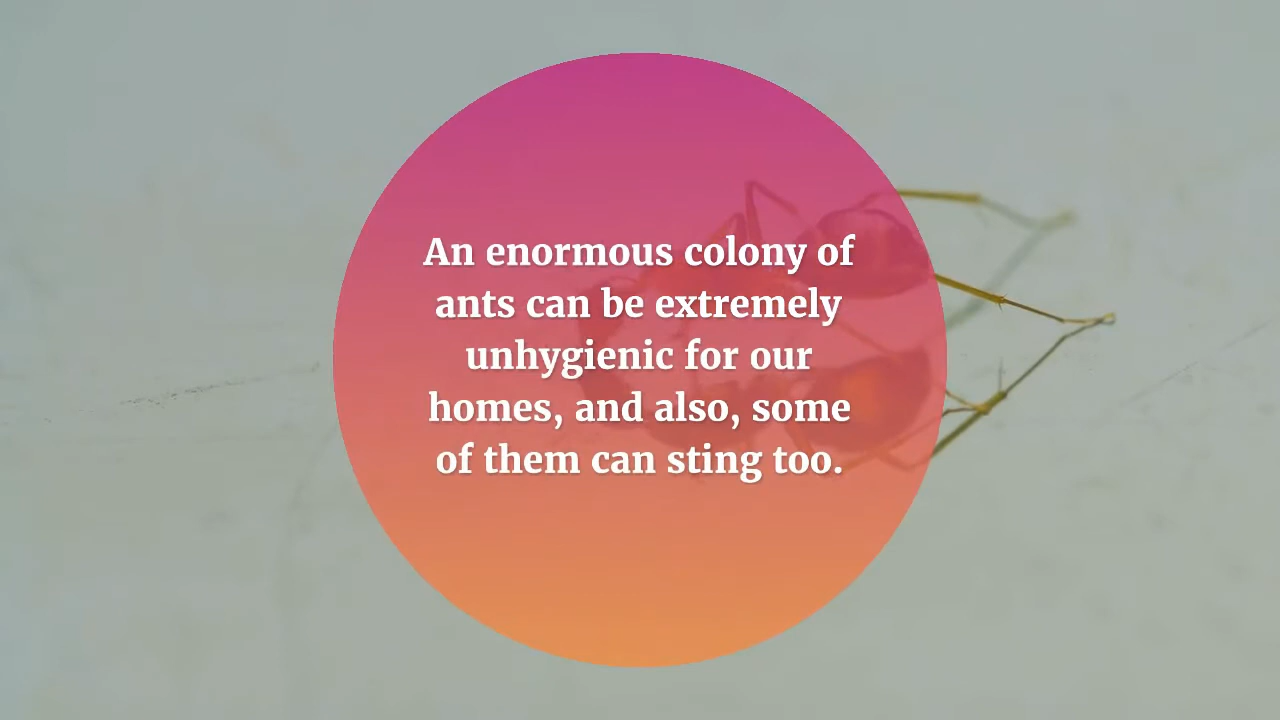 An enormous colony of
ants can be extremely
unhygienic for our
homes, and also, some
of them can sting too.